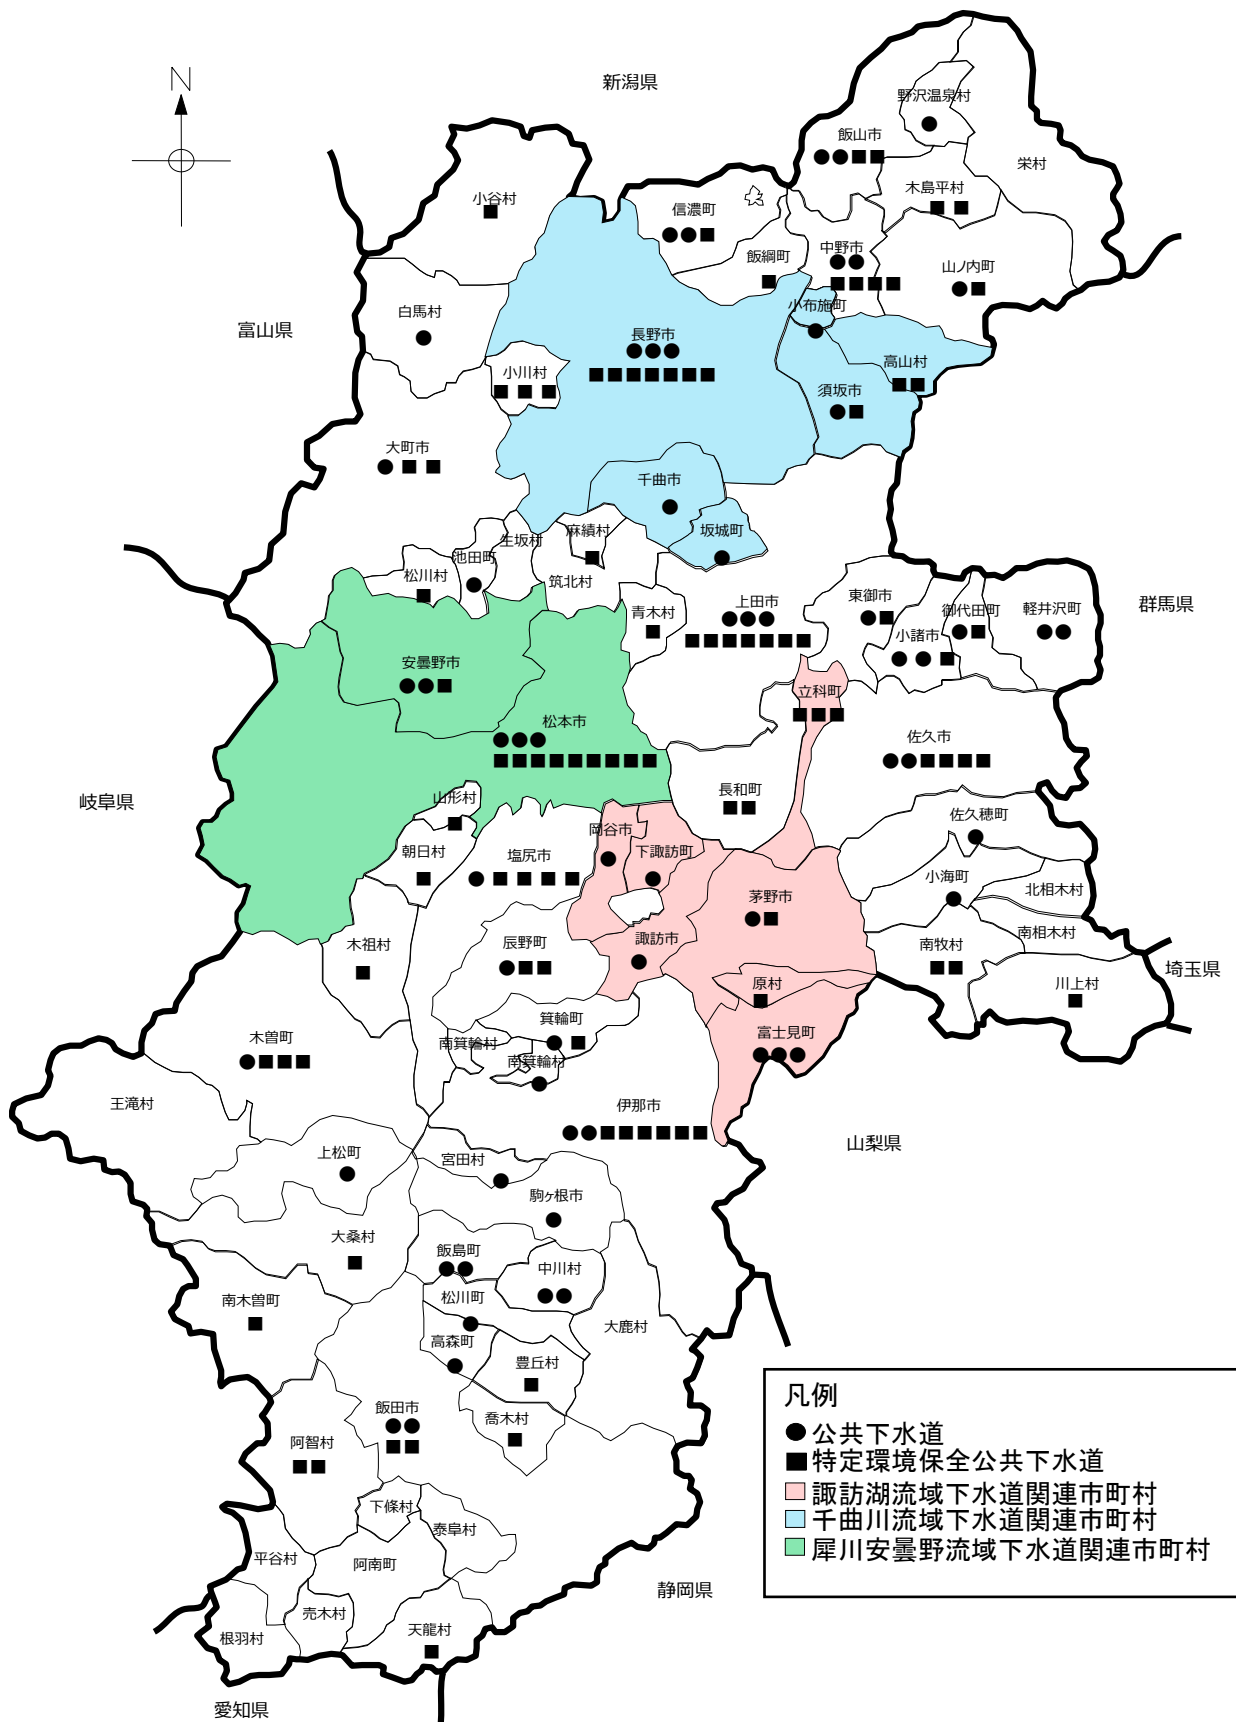 N
新潟県
野沢温泉村
飯山市
栄村
木島平村
小谷村
信濃町
飯綱町
中野市
山ノ内町
小布施町
白馬村
富山県
長野市
高山村
小川村
須坂市
大町市
千曲市
坂城町
麻績村
生坂村
池田町
松川村
筑北村
青木村
上田市
東御市
御代田町
軽井沢町
群馬県
小諸市
安曇野市
立科町
松本市
佐久市
岐阜県
山形村
長和町
佐久穂町
朝日村
塩尻市
岡谷市
下諏訪町
小海町
北相木村
茅野市
木祖村
辰野町
諏訪市
南牧村
南相木村
埼玉県
原村
川上村
箕輪町
木曽町
南箕輪村
南箕輪村
富士見町
王滝村
伊那市
山梨県
上松町
宮田村
駒ヶ根市
大桑村
飯島町
中川村
南木曽町
松川町
大鹿村
高森町
豊丘村
飯田市
喬木村
阿智村
下條村
泰阜村
平谷村
阿南町
静岡県
売木村
根羽村
天龍村
愛知県
凡例
公共下水道
特定環境保全公共下水道
諏訪湖流域下水道関連市町村
千曲川流域下水道関連市町村
犀川安曇野流域下水道関連市町村